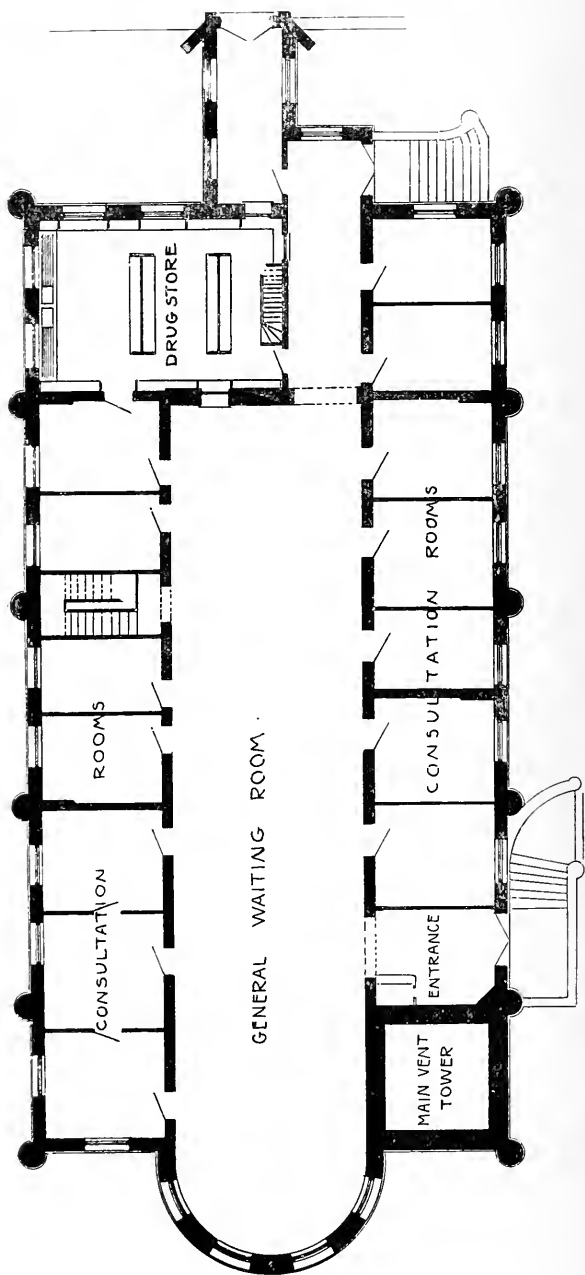 DRUG STORE
ROOMS
CONSULTATION
GENERAL WAITING ROOM.
CONSULTATION ROOMS
ENTRANCE
MAIN VENT
TOWER